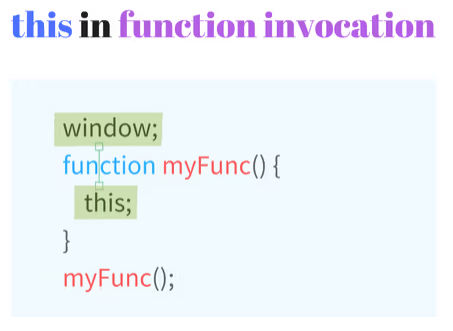 this in function invocation
window;
function myFunc() {
this;
}
myFunc();